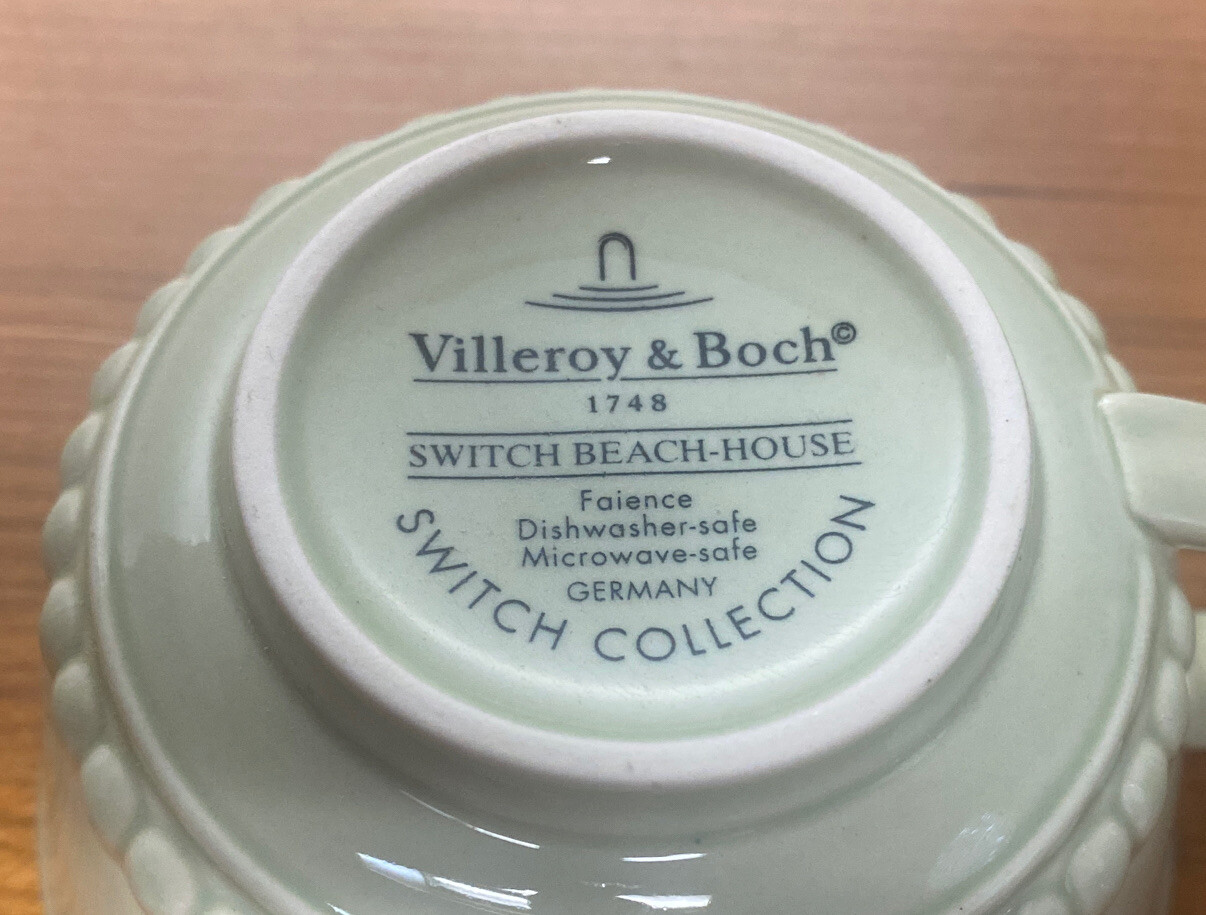 Villeroy & Boch©
1748
SWITCH BEACH-HOUSE
Faience
Dishwasher-safe
Microwave-safe
GERMANY
SWITCH COLLECTION